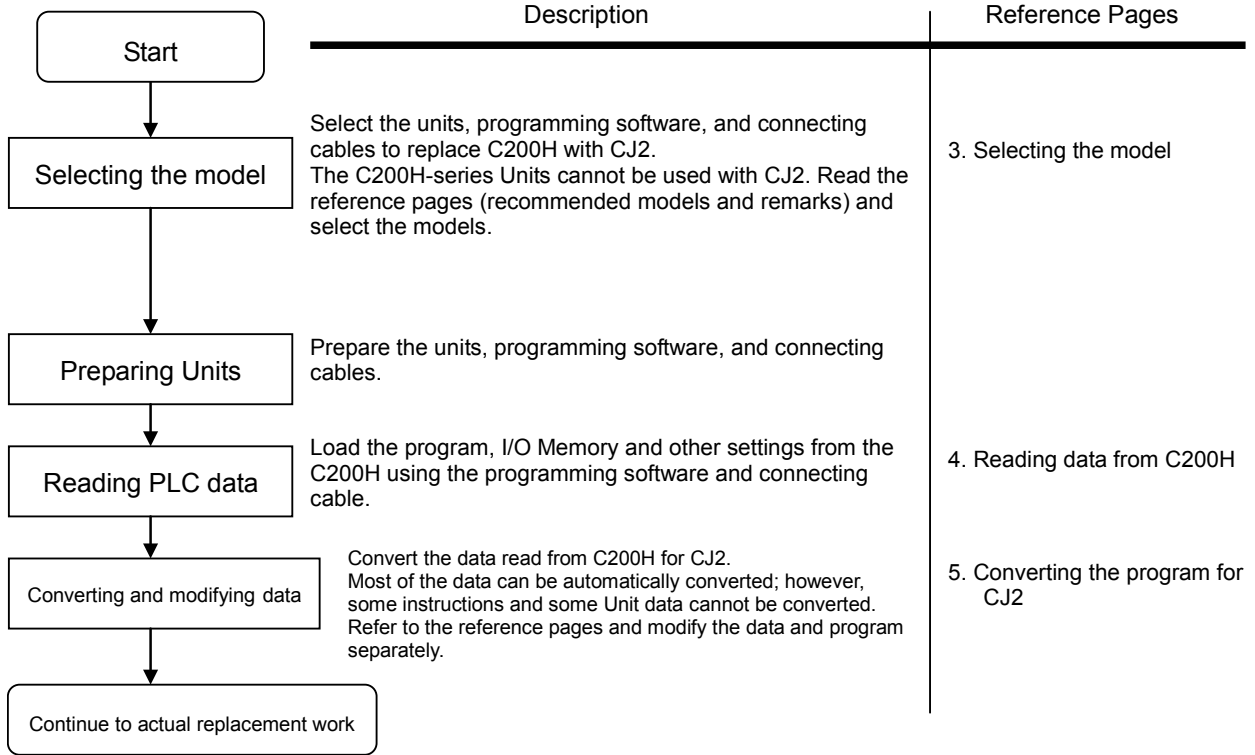 Description
Reference Pages
Start
Selecting the model
Select the units, programming software, and connecting
cables to replace C200H with CJ2.
The C200H-series Units cannot be used with CJ2. Read the
reference pages (recommended models and remarks) and
select the models.
3. Selecting the model
Preparing Units
Prepare the units, programming software, and connecting
cables.
Reading PLC data
Load the program, I/O Memory and other settings from the
C200H using the programming software and connecting
cable.
4. Reading data from C200H
Converting and modifying data
Convert the data read from C200H for CJ2.
Most of the data can be automatically converted; however,
some instructions and some Unit data cannot be converted.
Refer to the reference pages and modify the data and program
separately.
5. Converting the program for
CJ2
Continue to actual replacement work